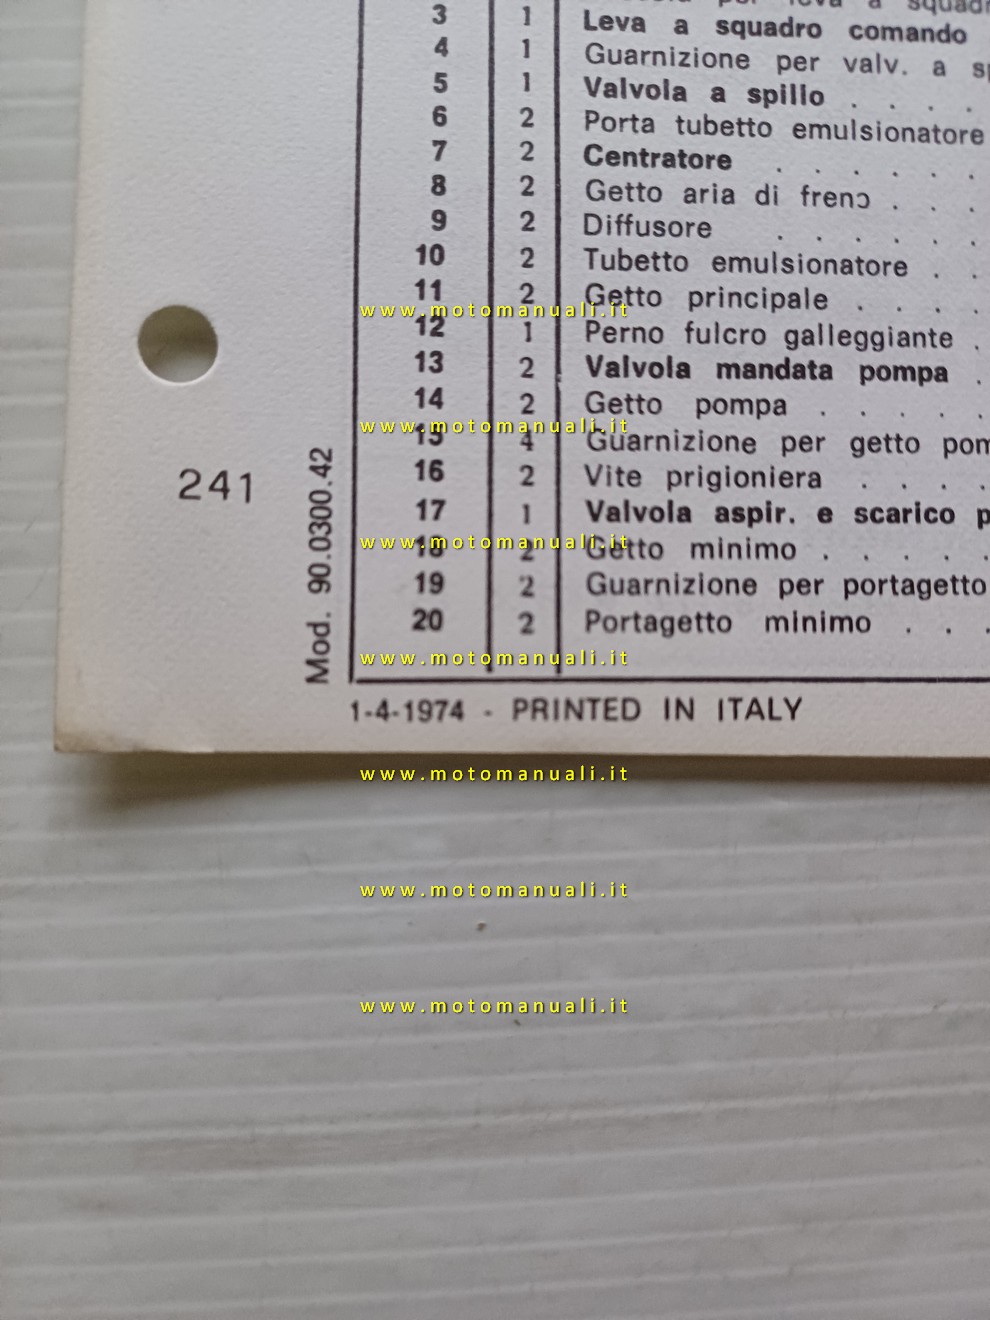 3 1 Leva a squadro comando
4 1 Guarnizione per valv. a
5 1 Valvola a spillo . . . .
6 2 Porta tubetto emulsionatore
7 2 Centratore . . . . . .
8 2 Getto aria di freno . . .
9 2 Diffusore . . . . . .
10 2 Tubetto emulsionatore . .
11 2 Getto principale . . . .
www.motomanuali.it
12 1 Perno fulcro galleggiante .
13 2 Valvola mandata pompa .
14 2 Getto pompa . . . . .
www.motomanuali.it
15 4 Guarnizione per getto
16 2 Vite prigioniera . . . .
241
17 1 Valvola aspir. e scarico
www.motomanuali.it
18 2 Getto minimo . . . . .
19 2 Guarnizione per portagetto
20 2 Portagetto minimo . . .
Mod. 90.0300.42
www.motomanuali.it
1-4-1974 - PRINTED IN ITALY
www.motomanuali.it
www.motomanuali.it
www.motomanuali.it